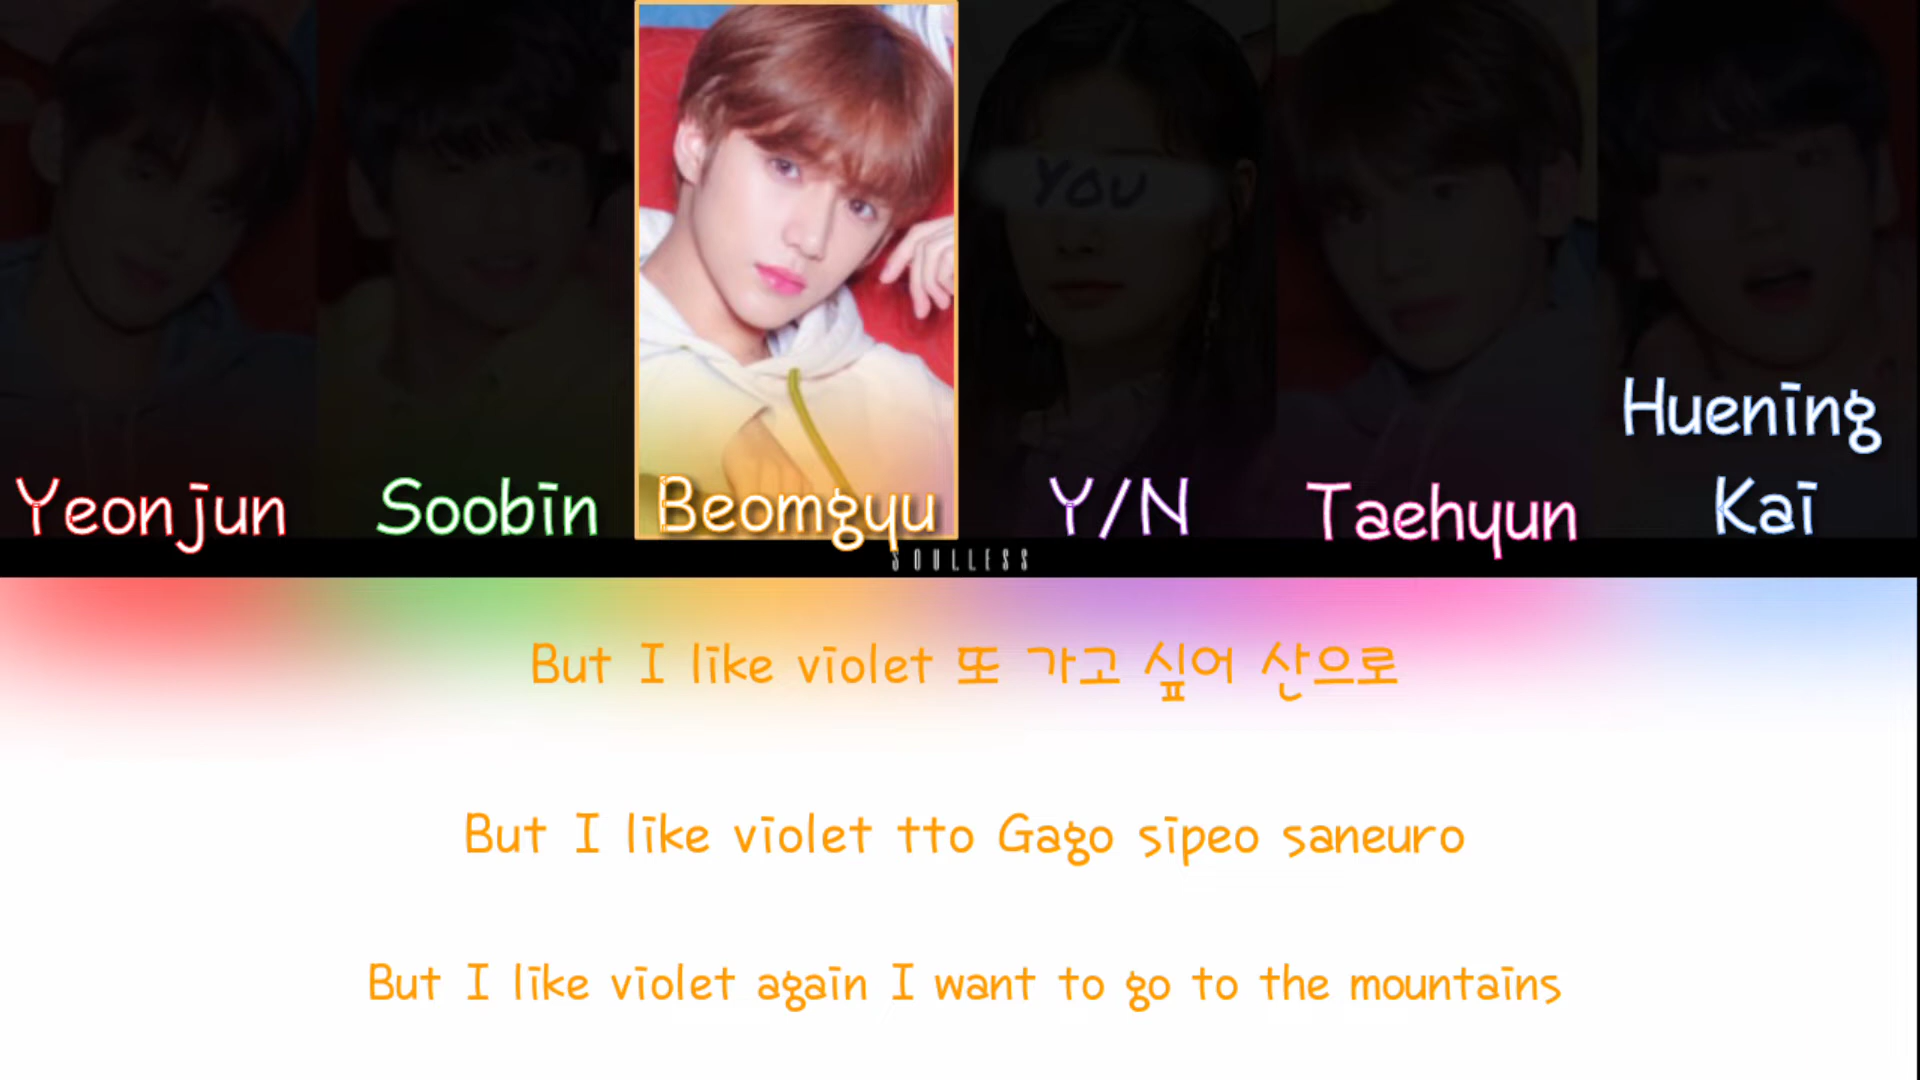 YOU
Huening
Yeonjun Soobin Beomgyu Y/N Taehyun Kai
SOULLESS
But I like violet 또 가고 싶어 산으로
But I like violet tto Gago sipeo saneuro
But I like violet again I want to go to the mountains